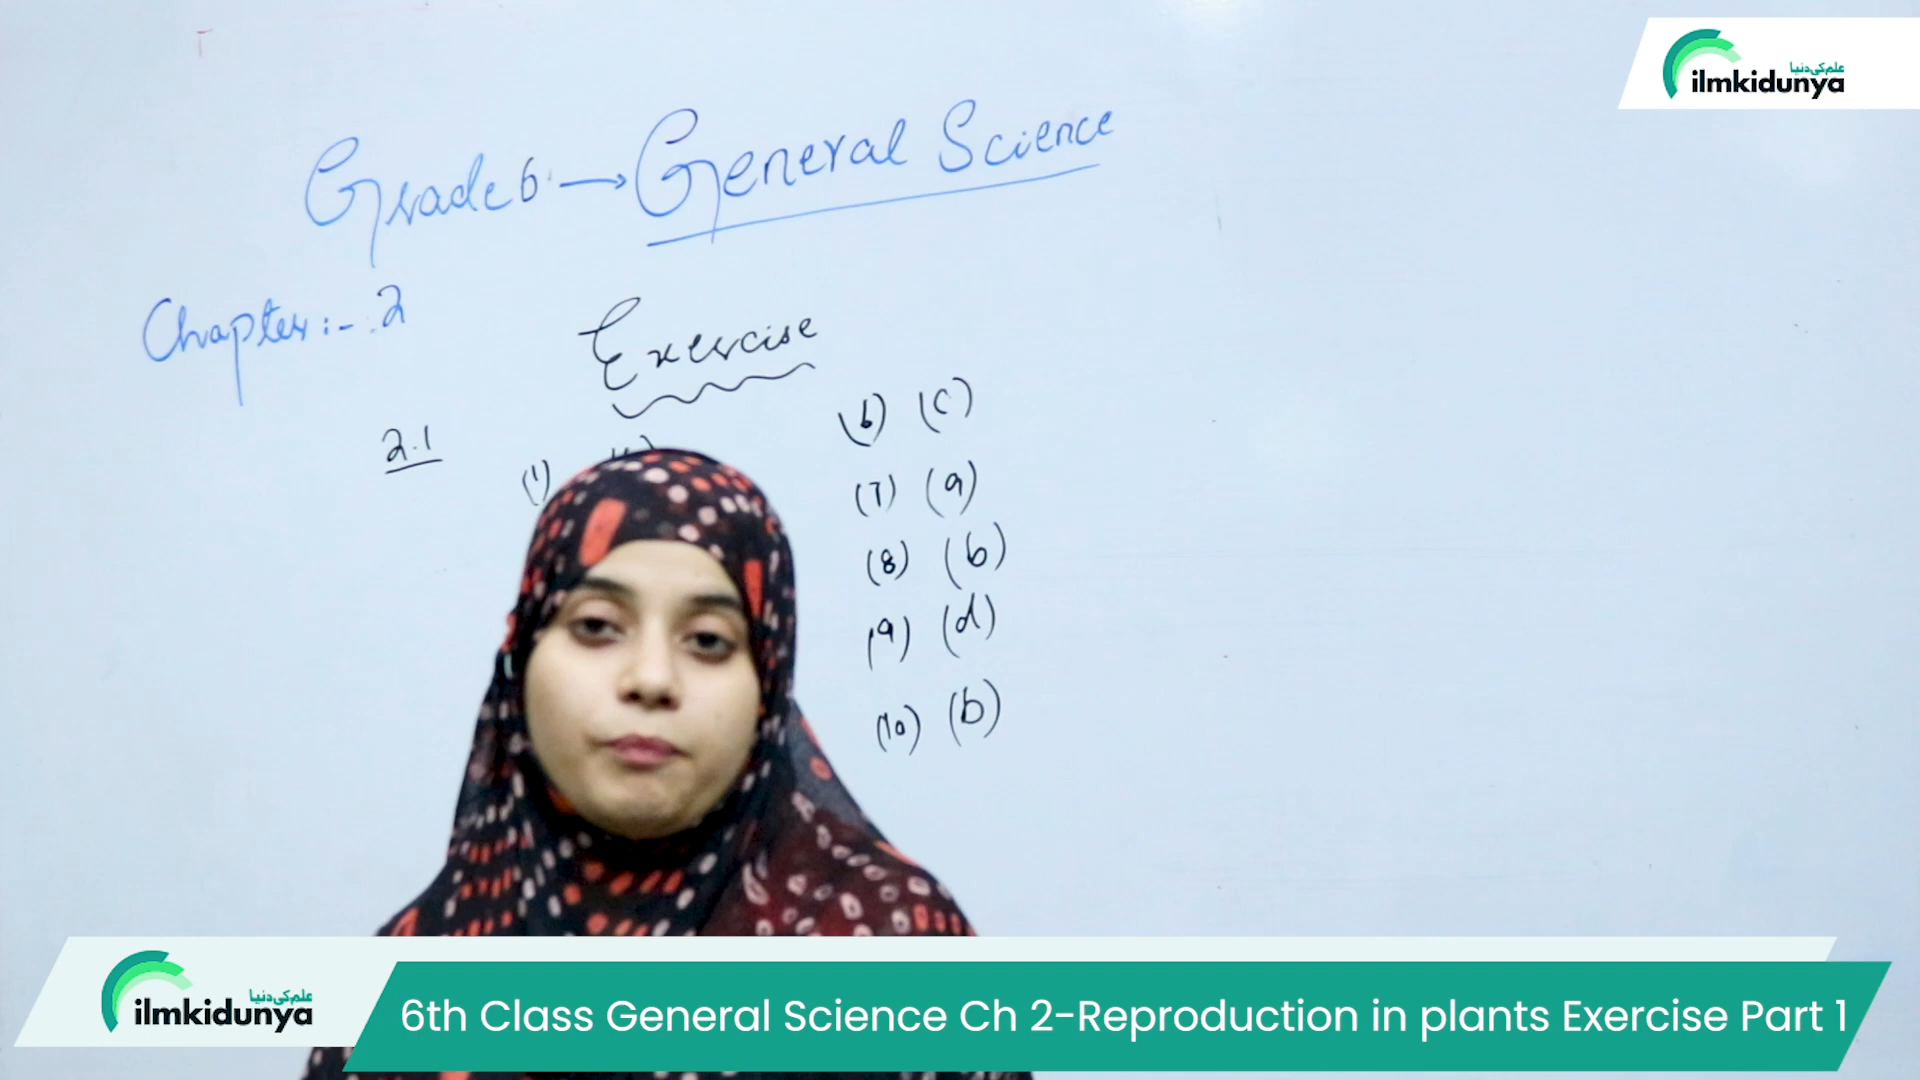 علم کی دنیا
ilmkidunya
Grade 6 → General Science
Chapter :- 2
Exercise
2.1
(1)
(6) (c)
(7) (a)
(8) (b)
(9) (d)
(10) (b)
علم کی دنیا
ilmkidunya
6th Class General Science Ch 2-Reproduction in plants Exercise Part 1